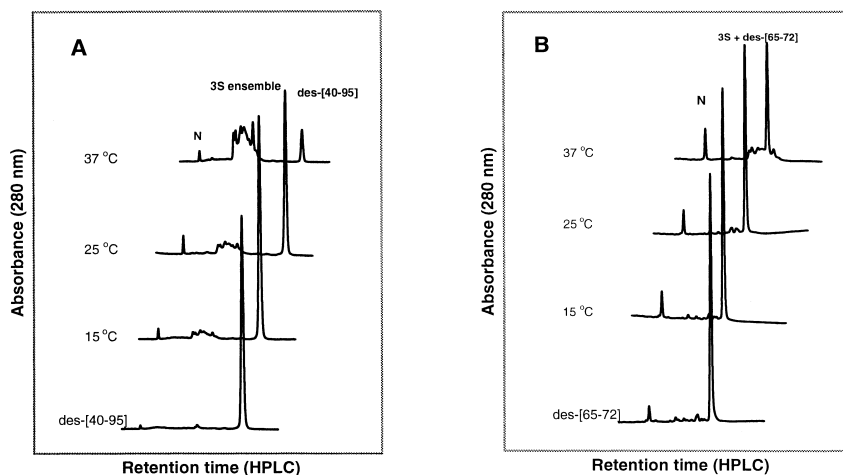 A
3S ensemble
des-[40-95]
N
37 °C
25 °C
15 °C
des-[40-95]
Absorbance (280 nm)
Retention time (HPLC)
B
3S + des-[65-72]
N
37 °C
25 °C
15 °C
des-[65-72]
Absorbance (280 nm)
Retention time (HPLC)